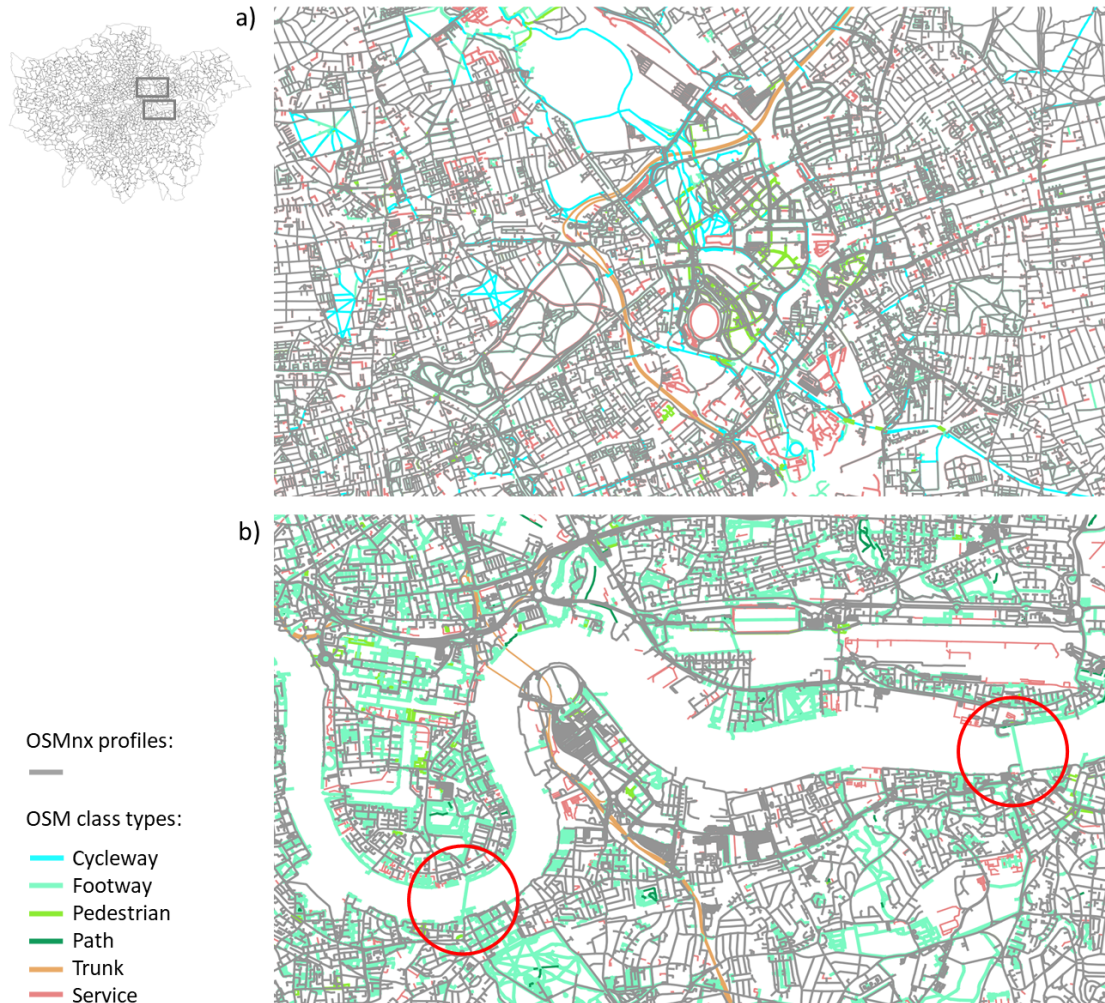 a)
b)
OSMnx profiles:
OSM class types:
Cycleway
Footway
Pedestrian
Path
Trunk
Service